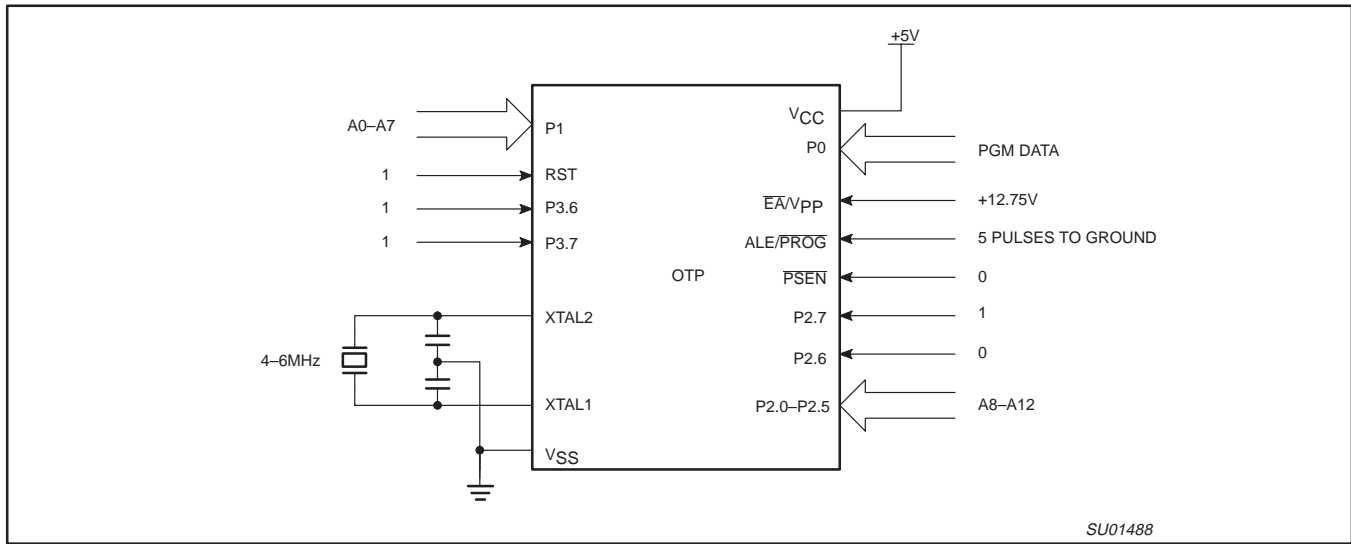 +5V
A0–A7
P1
VCC
P0
PGM DATA
1
RST
1
P3.6
EA/VPP
+12.75V
1
P3.7
ALE/PROG
5 PULSES TO GROUND
OTP
PSEN
0
XTAL2
P2.7
1
4–6MHz
P2.6
0
XTAL1
P2.0–P2.5
A8–A12
VSS
SU01488